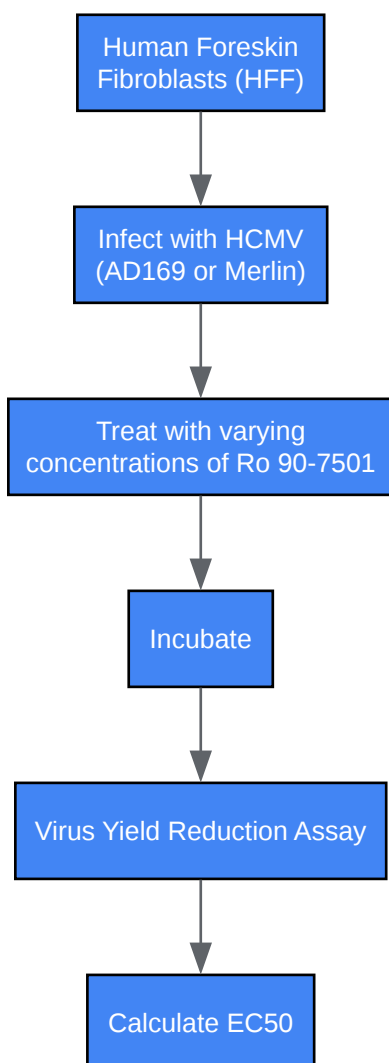 Human Foreskin
Fibroblasts (HFF)
Infect with HCMV
(AD169 or Merlin)
Treat with varying
concentrations of Ro 90-7501
Incubate
Virus Yield Reduction Assay
Calculate EC50